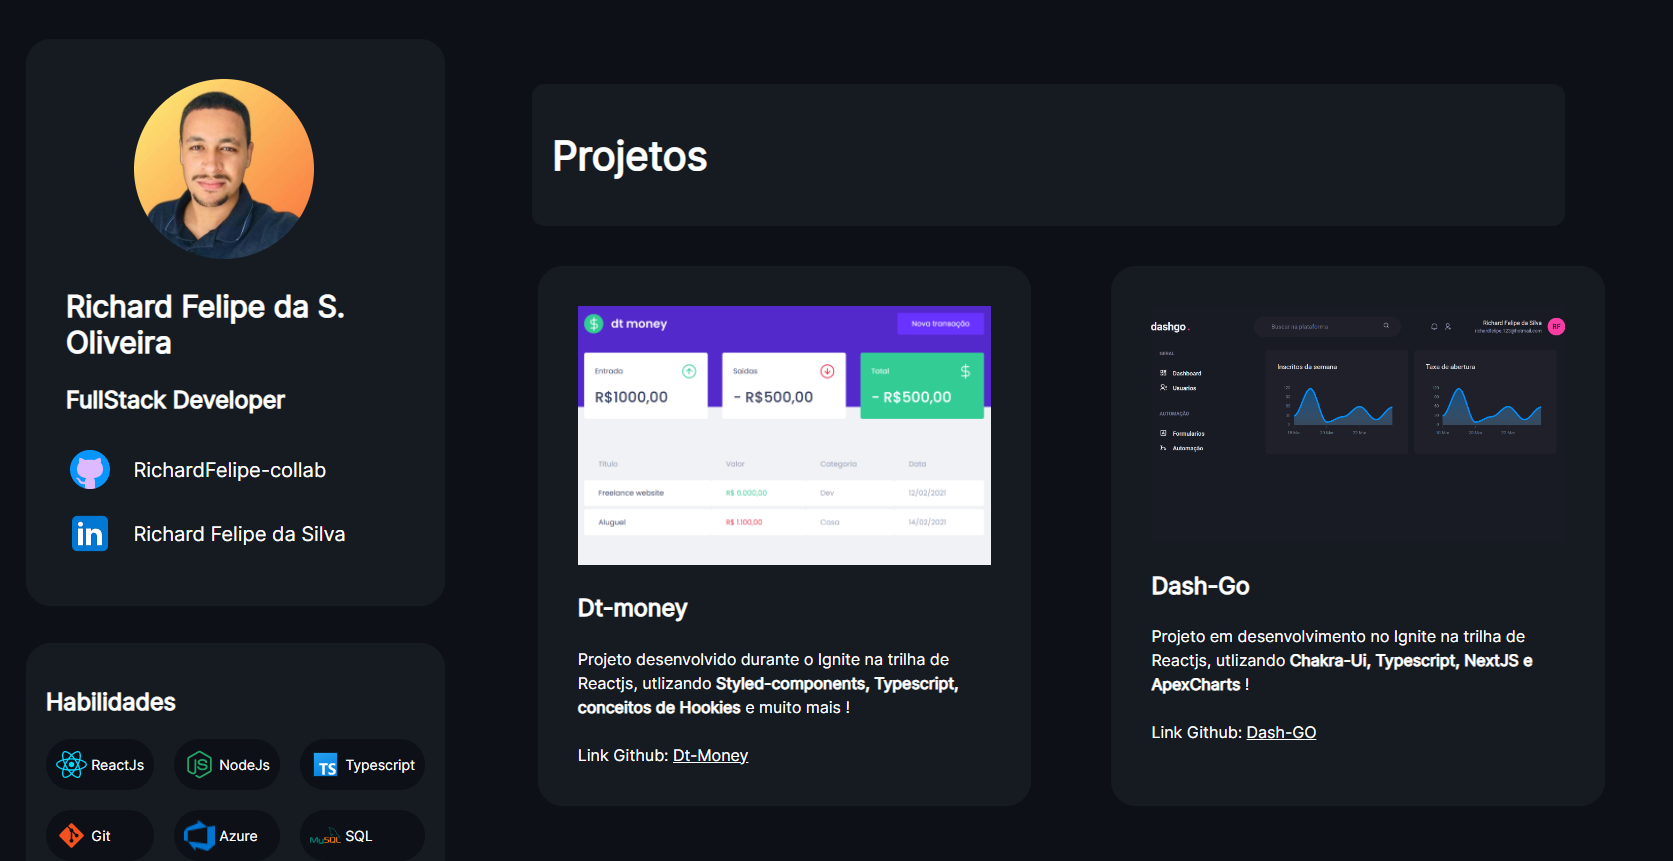 Richard Felipe da S.
Oliveira
FullStack Developer
RichardFelipe-collab
in
Richard Felipe da Silva
Habilidades
ReactJs
JS
NodeJs
TS
Typescript
Git
Azure
MySQL
SQL
Projetos
$ dt money
Nova transação
Entrada
R$1000,00
Saídas
- R$500,00
Total $
- R$500,00
Título Valor Categoria Data
Freelance website R$ 6.000,00 Dev 12/02/2021
Aluguel R$ 1.100,00 Casa 14/02/2021
Dt-money
Projeto desenvolvido durante o Ignite na trilha de
Reactjs, utlizando Styled-components, Typescript,
conceitos de Hookies e muito mais !
Link Github: Dt-Money
dashgo.
Buscar na plataforma
Richard Felipe da Silva
RF
GERAL
Dashboard
Usuarios
AUTOMAÇÃO
Formularios
Automação
Inscritos da semana
Taxa de abertura
Dash-Go
Projeto em desenvolvimento no Ignite na trilha de
Reactjs, utlizando Chakra-Ui, Typescript, NextJS e
ApexCharts !
Link Github: Dash-GO